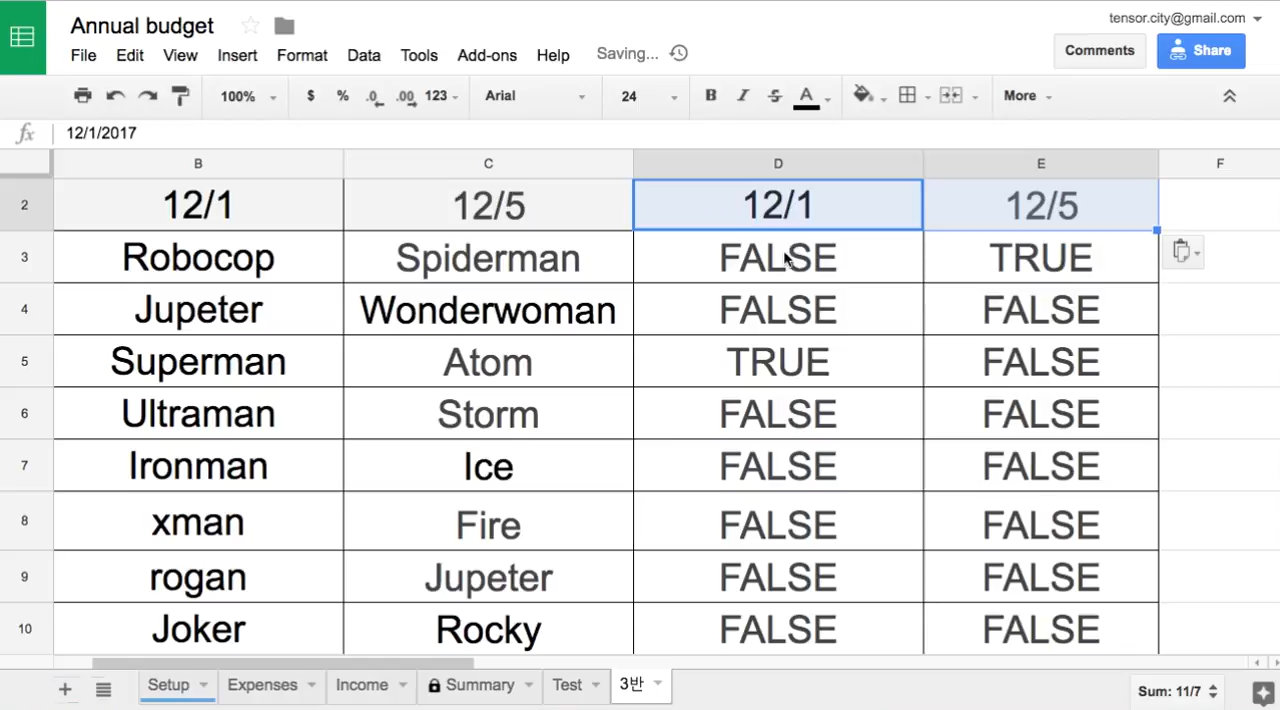 Annual budget
tensor.city@gmail.com
File Edit View Insert Format Data Tools Add-ons Help Saving...
Comments Share
100% $ % .0 .00 123 Arial 24 B I S A More
fx 12/1/2017
B C D E F
2 12/1 12/5 12/1 12/5
3 Robocop Spiderman FALSE TRUE
4 Jupeter Wonderwoman FALSE FALSE
5 Superman Atom TRUE FALSE
6 Ultraman Storm FALSE FALSE
7 Ironman Ice FALSE FALSE
8 xman Fire FALSE FALSE
9 rogan Jupeter FALSE FALSE
10 Joker Rocky FALSE FALSE
+ Setup Expenses Income Summary Test 3반 Sum: 11/7